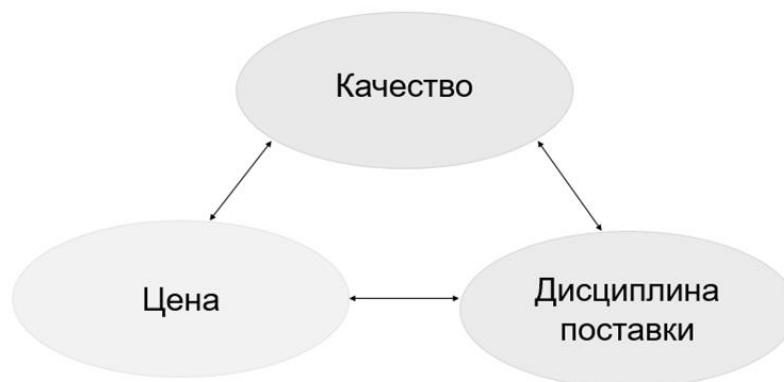 Качество
Цена
Дисциплина
поставки